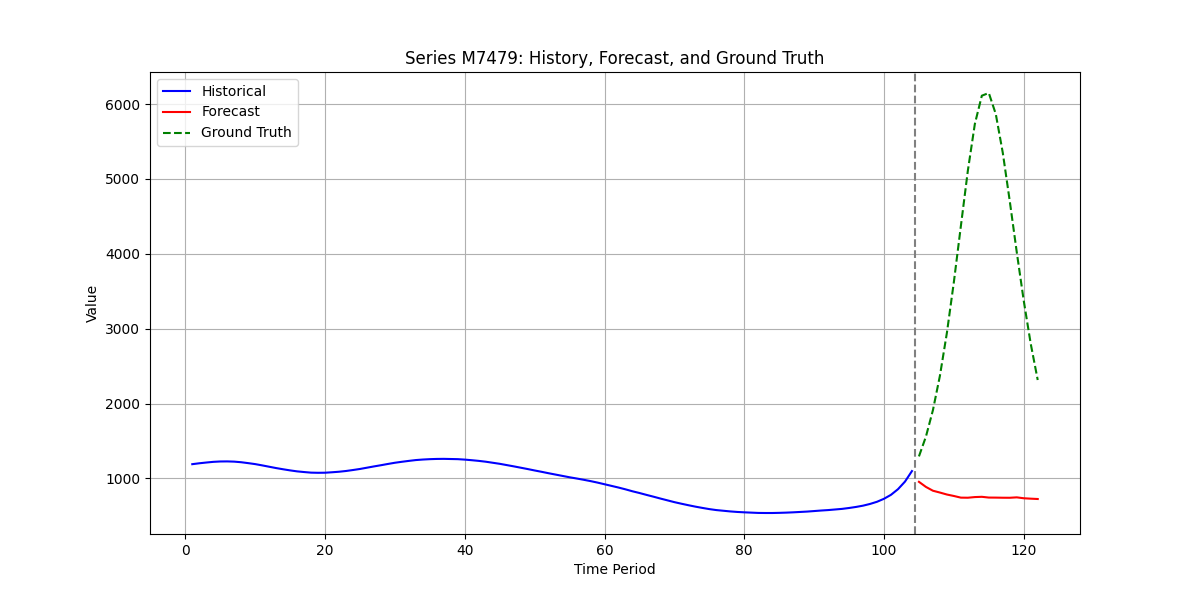 Series M7479: History, Forecast, and Ground Truth
Historical
Forecast
Ground Truth
6000
5000
4000
3000
2000
1000
Value
0
20
40
60
80
100
120
Time Period